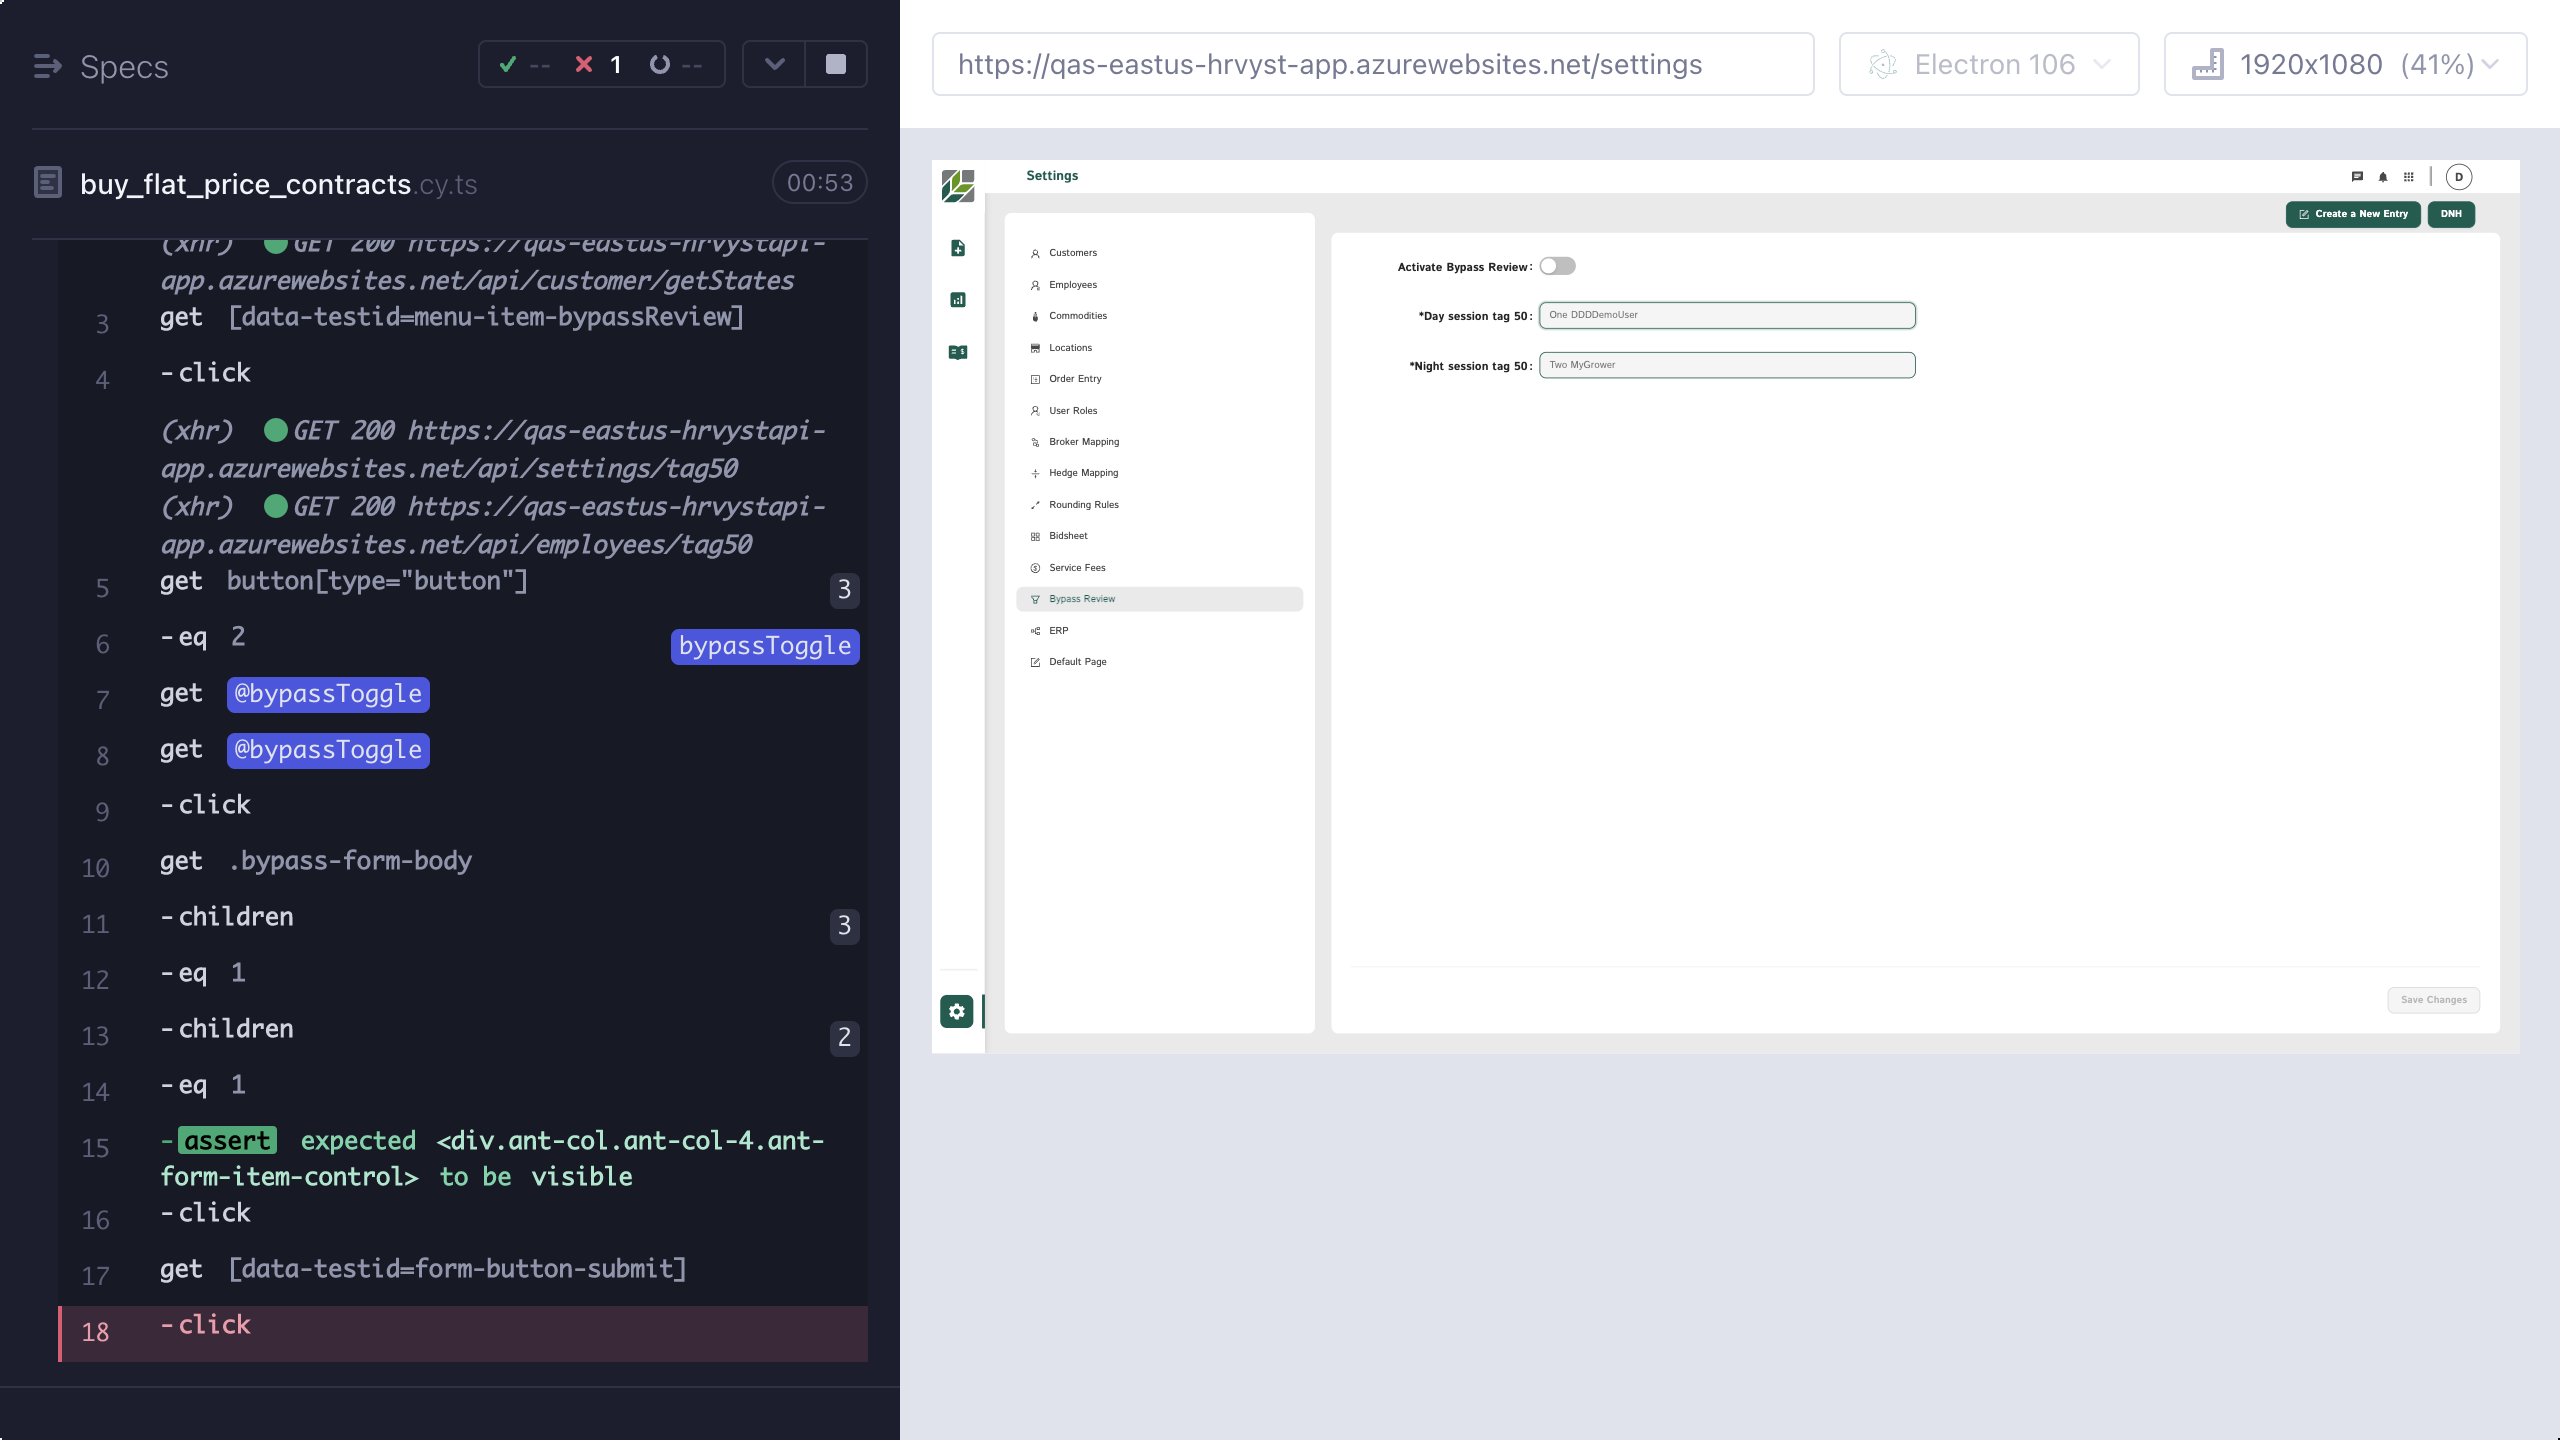 Specs
--
1
--
buy_flat_price_contracts.cy.ts
00:53
(xhr) GET 200 https://qas-eastus-hrvystapi-
app.azurewebsites.net/api/customer/getStates
3 get [data-testid=menu-item-bypassReview]
4 -click
(xhr) GET 200 https://qas-eastus-hrvystapi-
app.azurewebsites.net/api/settings/tag50
(xhr) GET 200 https://qas-eastus-hrvystapi-
app.azurewebsites.net/api/employees/tag50
5 get button[type="button"] 3
6 -eq 2 bypassToggle
7 get @bypassToggle
8 get @bypassToggle
9 -click
10 get .bypass-form-body
11 -children 3
12 -eq 1
13 -children 2
14 -eq 1
15 -assert expected <div.ant-col.ant-col-4.ant-
form-item-control> to be visible
16 -click
17 get [data-testid=form-button-submit]
18 -click
https://qas-eastus-hrvyst-app.azurewebsites.net/settings
Electron 106
1920x1080 (41%)
Settings
D
Create a New Entry
DNH
Customers
Employees
Commodities
Locations
Order Entry
User Roles
Broker Mapping
Hedge Mapping
Rounding Rules
Bidsheet
Service Fees
Bypass Review
ERP
Default Page
Activate Bypass Review:
*Day session tag 50: One DDDDemoUser
*Night session tag 50: Two MyGrower
Save Changes